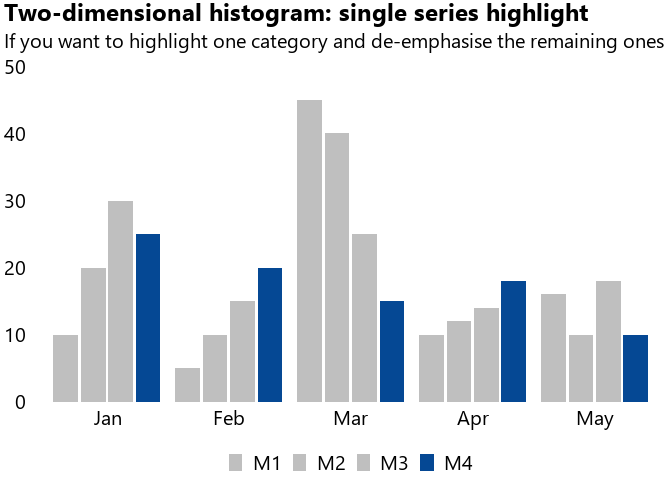 Two-dimensional histogram: single series highlight
If you want to highlight one category and de-emphasise the remaining ones
50
40
30
20
10
0
Jan Feb Mar Apr May
M1 M2 M3 M4